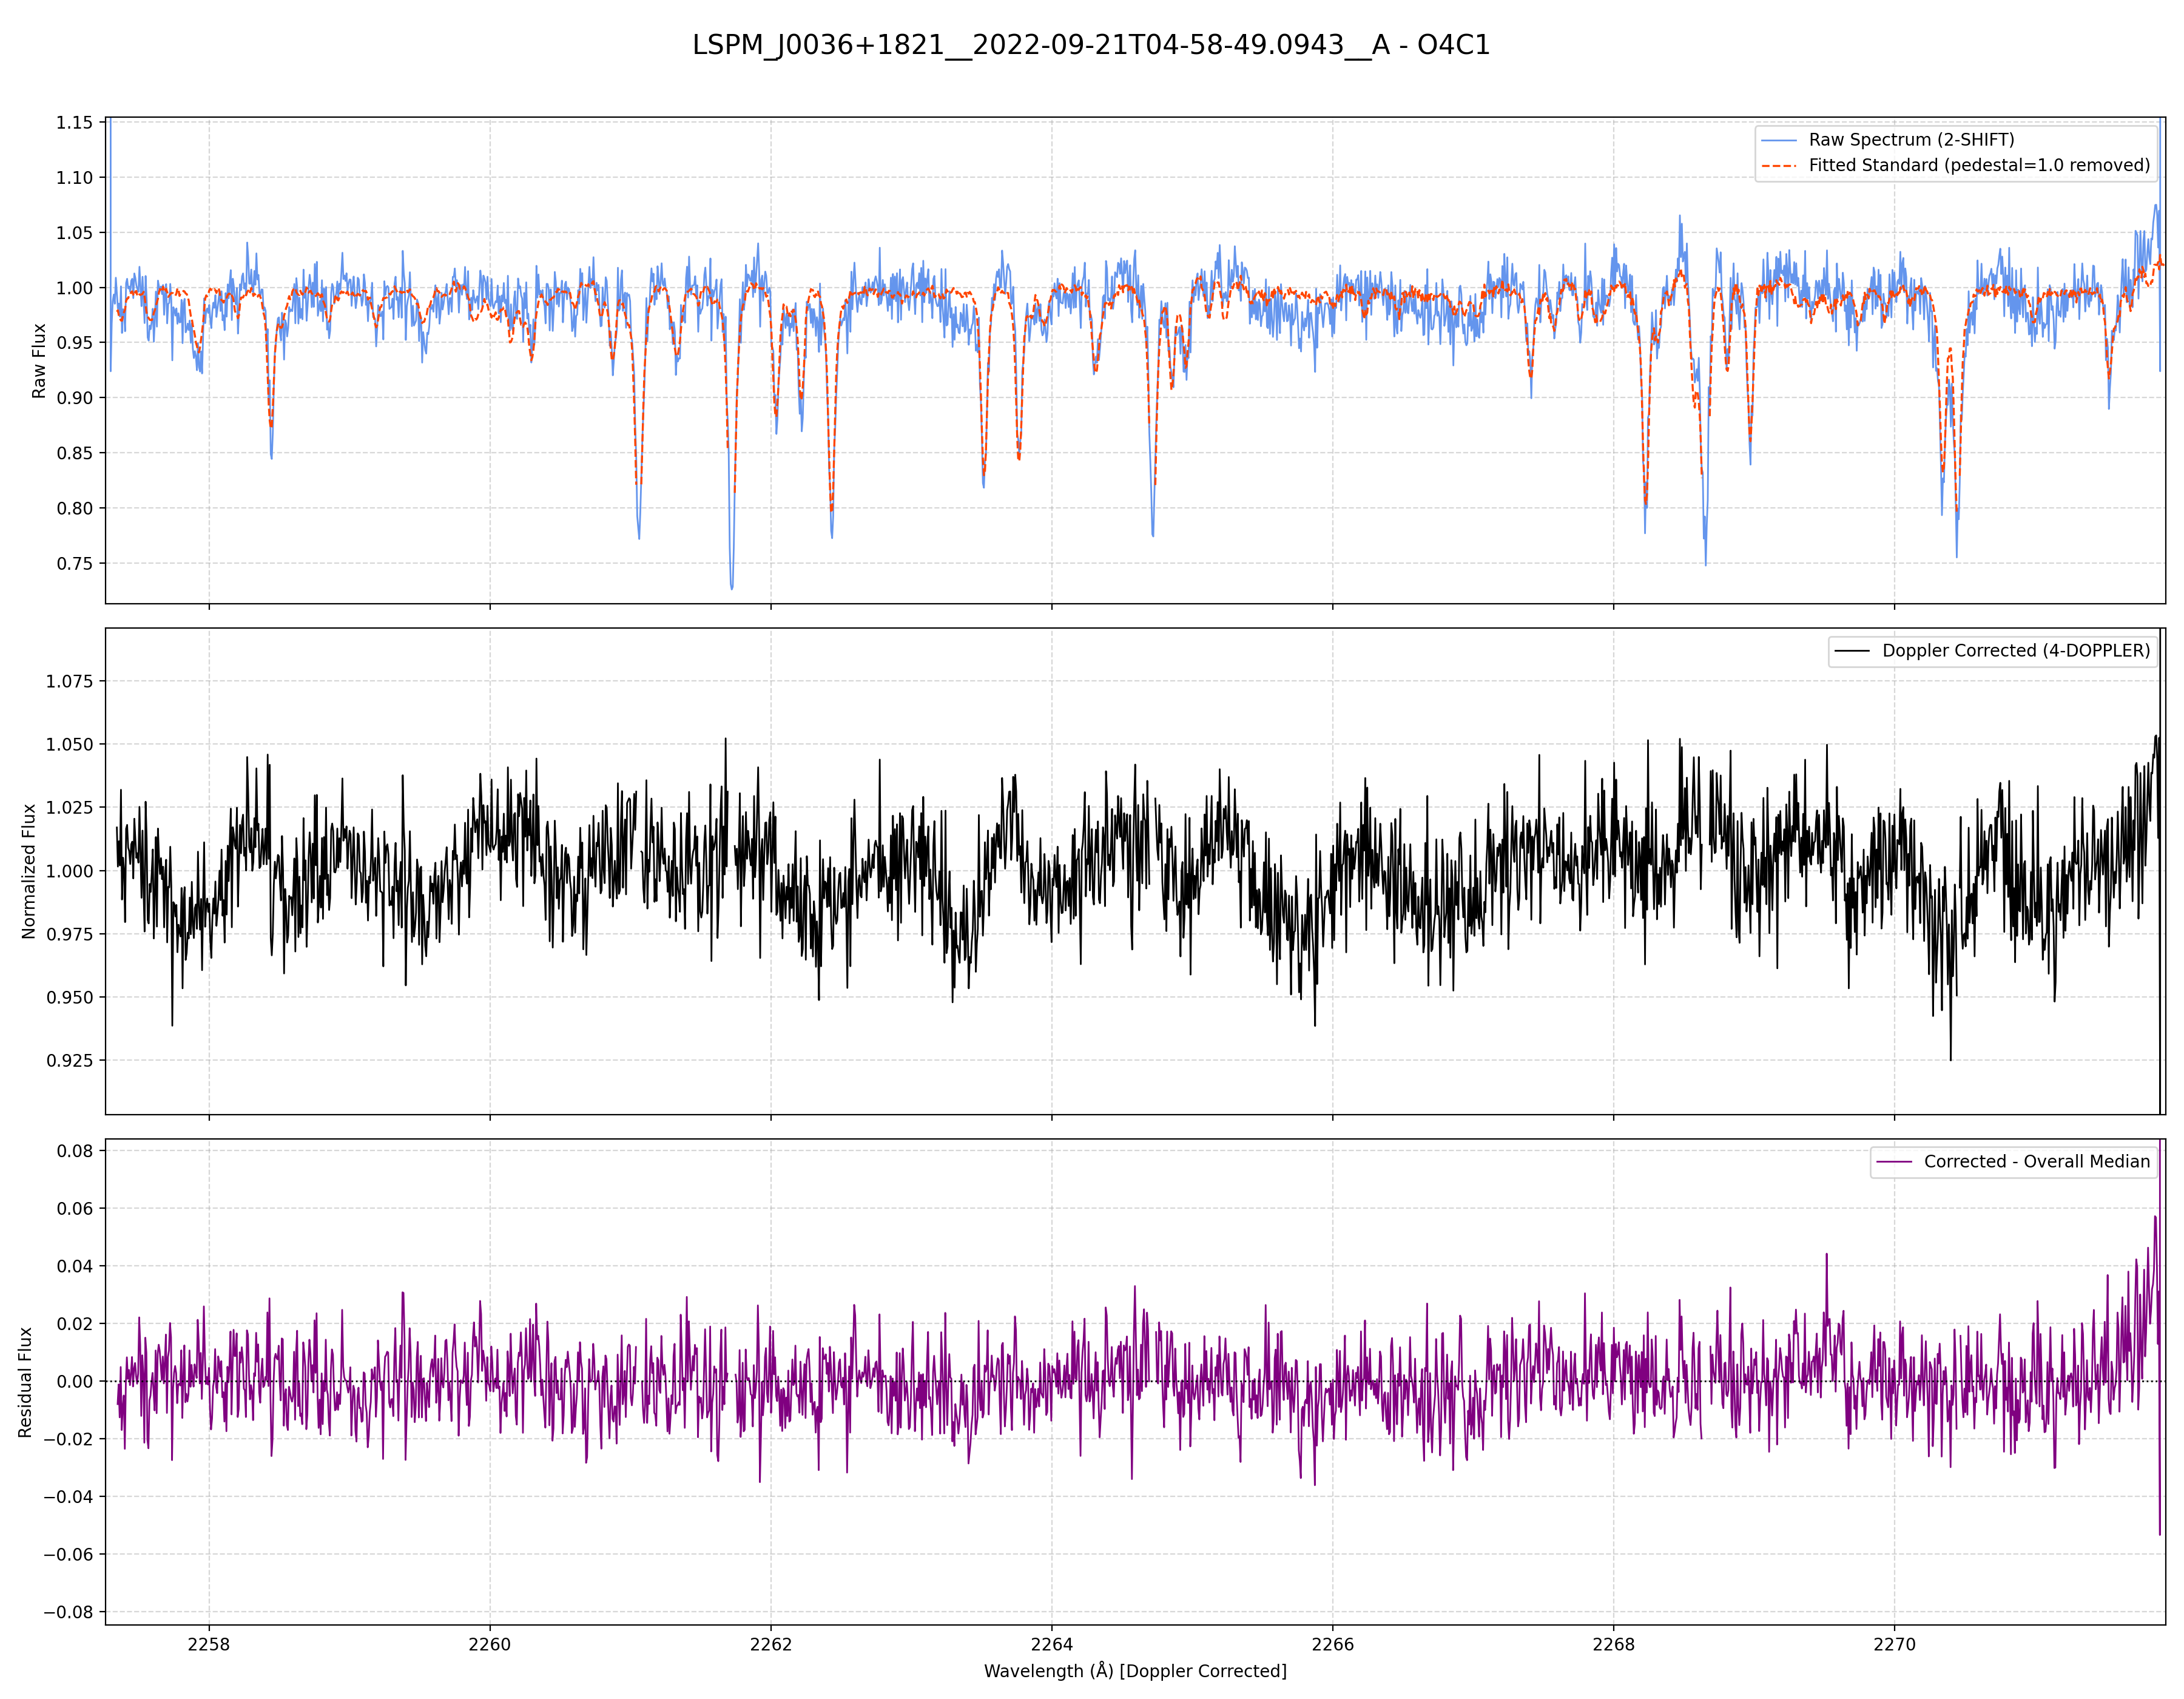 LSPM_J0036+1821__2022-09-21T04-58-49.0943__A - O4C1
1.15
1.10
1.05
1.00
0.95
0.90
0.85
0.80
0.75
Raw Flux
Raw Spectrum (2-SHIFT)
Fitted Standard (pedestal=1.0 removed)
1.075
1.050
1.025
1.000
0.975
0.950
0.925
Normalized Flux
Doppler Corrected (4-DOPPLER)
0.08
0.06
0.04
0.02
0.00
−0.02
−0.04
−0.06
−0.08
Residual Flux
Corrected - Overall Median
2258 2260 2262 2264 2266 2268 2270
Wavelength (Å) [Doppler Corrected]